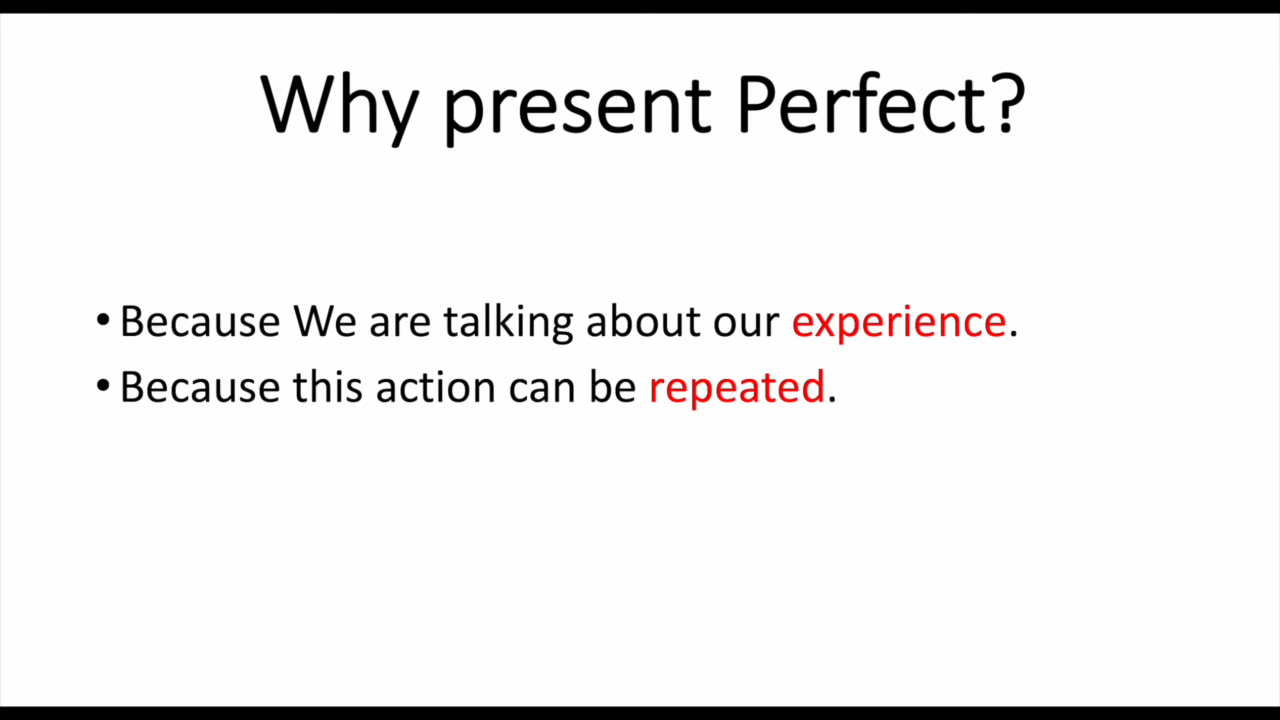 Why present Perfect?
• Because We are talking about our experience.
• Because this action can be repeated.